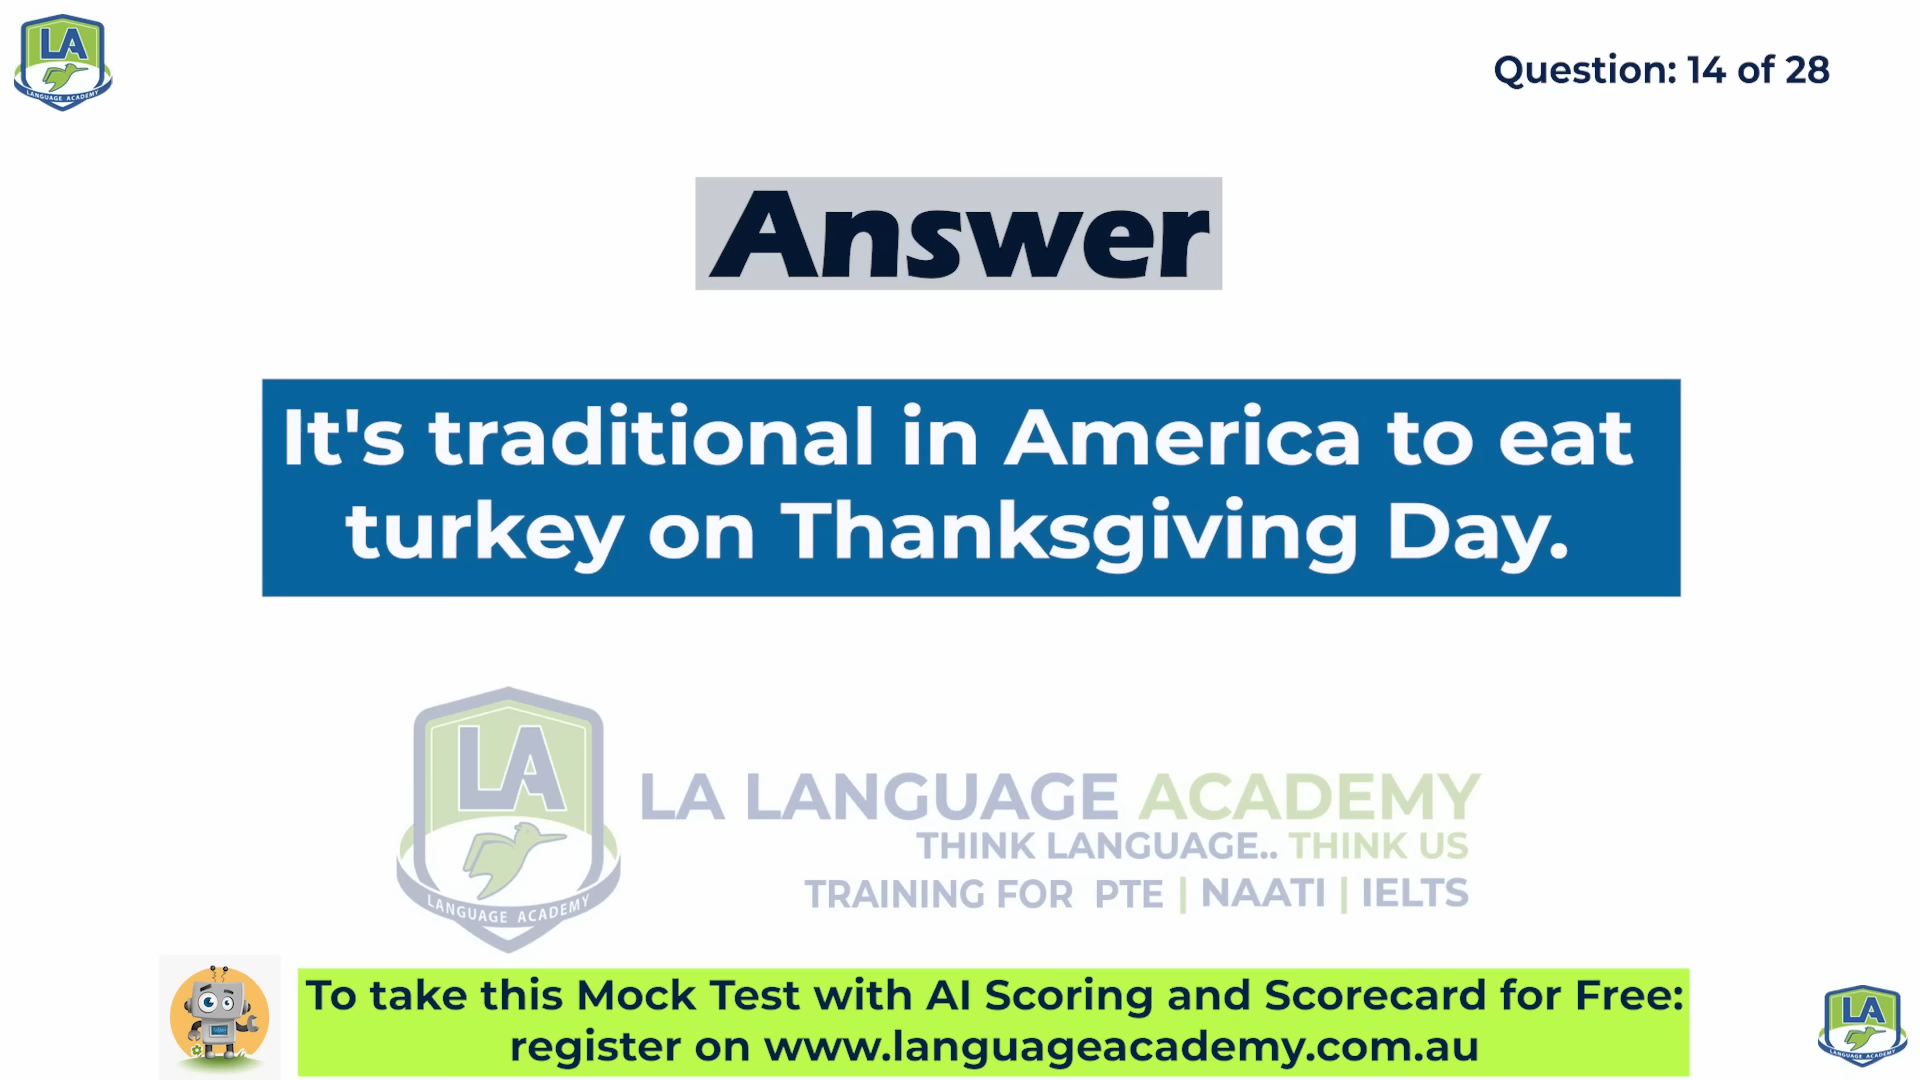 LA
LANGUAGE ACADEMY
Question: 14 of 28
Answer
It's traditional in America to eat
turkey on Thanksgiving Day.
LA
LANGUAGE ACADEMY
LA LANGUAGE ACADEMY
THINK LANGUAGE.. THINK US
TRAINING FOR PTE | NAATI | IELTS
To take this Mock Test with AI Scoring and Scorecard for Free:
register on www.languageacademy.com.au
LA
LANGUAGE ACADEMY